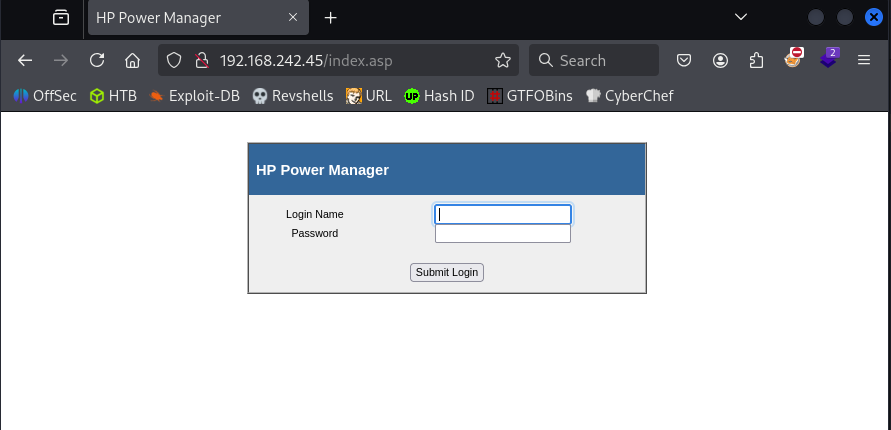 HP Power Manager
192.168.242.45/index.asp
Search
2
OffSec
HTB
Exploit-DB
Revshells
URL
UP
Hash ID
GTFOBins
CyberChef
HP Power Manager
Login Name
Password
Submit Login